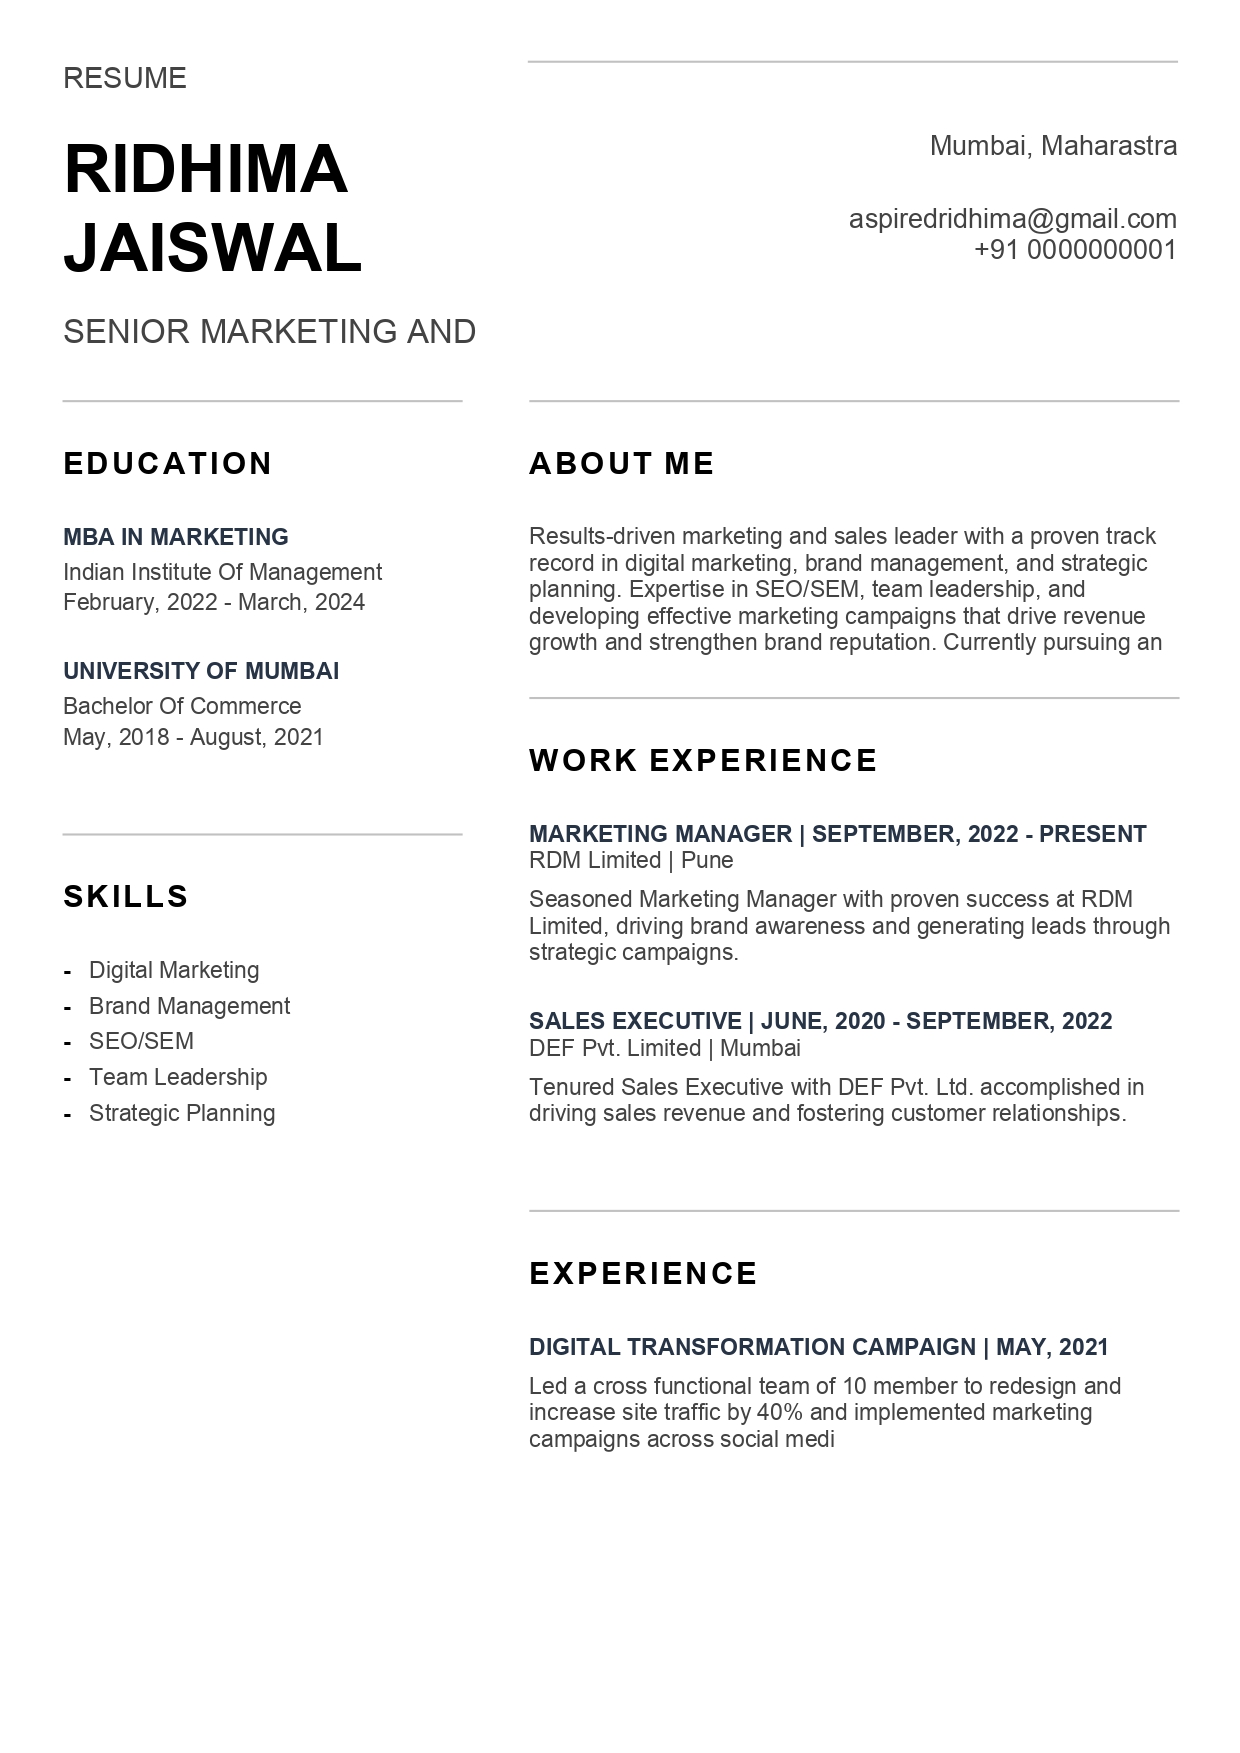 RESUME
RIDHIMA
JAISWAL
SENIOR MARKETING AND
Mumbai, Maharastra
aspiredridhima@gmail.com
+91 0000000001
EDUCATION
MBA IN MARKETING
Indian Institute Of Management
February, 2022 - March, 2024
UNIVERSITY OF MUMBAI
Bachelor Of Commerce
May, 2018 - August, 2021
SKILLS
- Digital Marketing
- Brand Management
- SEO/SEM
- Team Leadership
- Strategic Planning
ABOUT ME
Results-driven marketing and sales leader with a proven track
record in digital marketing, brand management, and strategic
planning. Expertise in SEO/SEM, team leadership, and
developing effective marketing campaigns that drive revenue
growth and strengthen brand reputation. Currently pursuing an
WORK EXPERIENCE
MARKETING MANAGER | SEPTEMBER, 2022 - PRESENT
RDM Limited | Pune
Seasoned Marketing Manager with proven success at RDM
Limited, driving brand awareness and generating leads through
strategic campaigns.
SALES EXECUTIVE | JUNE, 2020 - SEPTEMBER, 2022
DEF Pvt. Limited | Mumbai
Tenured Sales Executive with DEF Pvt. Ltd. accomplished in
driving sales revenue and fostering customer relationships.
EXPERIENCE
DIGITAL TRANSFORMATION CAMPAIGN | MAY, 2021
Led a cross functional team of 10 member to redesign and
increase site traffic by 40% and implemented marketing
campaigns across social medi